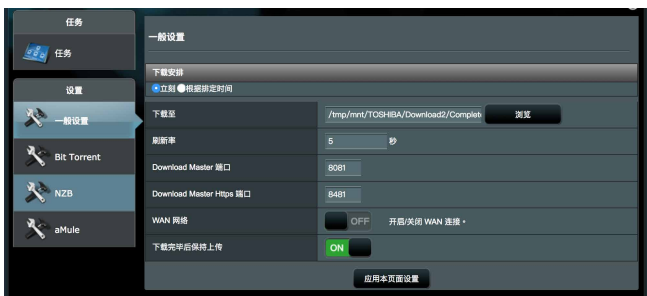 任务
任务
设置
一般设置
Bit Torrent
NZB
aMule
一般设置
下载安排
立刻 根据排定时间
下载至 /tmp/mnt/TOSHIBA/Download2/Complet 浏览
刷新率 5 秒
Download Master 端口 8081
Download Master Https 端口 8481
WAN 网络 OFF 开启/关闭 WAN 连接。
下载完毕后保持上传 ON
应用本页面设置